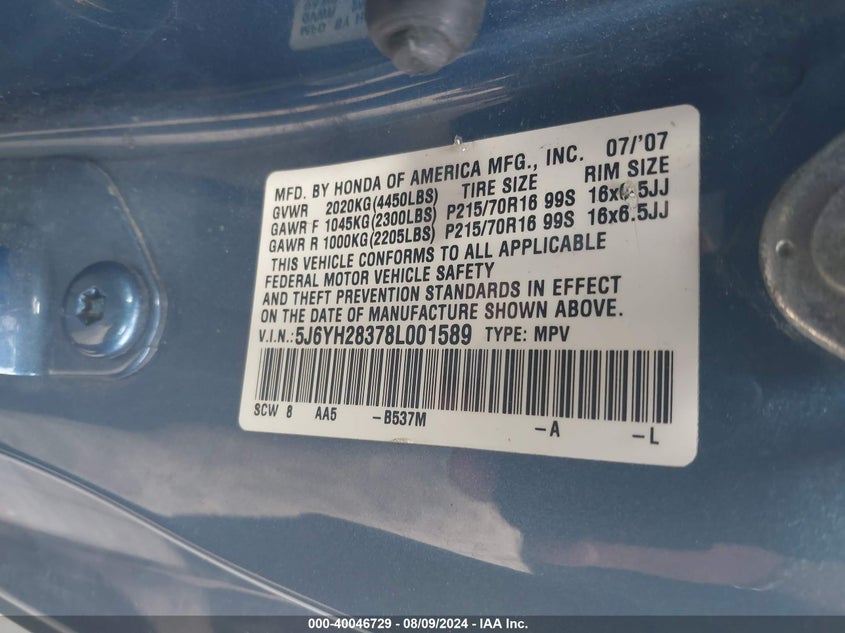 MFD. BY HONDA OF AMERICA MFG., INC. 07/'07
GVWR 2020KG(4450LBS) TIRE SIZE RIM SIZE
GAWR F 1045KG(2300LBS) P215/70R16 99S 16x6.5JJ
GAWR R 1000KG(2205LBS) P215/70R16 99S 16x6.5JJ
THIS VEHICLE CONFORMS TO ALL APPLICABLE
FEDERAL MOTOR VEHICLE SAFETY
AND THEFT PREVENTION STANDARDS IN EFFECT
ON THE DATE OF MANUFACTURE SHOWN ABOVE.
V.I.N.:5J6YH28378L001589 TYPE: MPV
SCW 8 AA5 -B537M -A -L
000-40046729 - 08/09/2024 - IAA Inc.